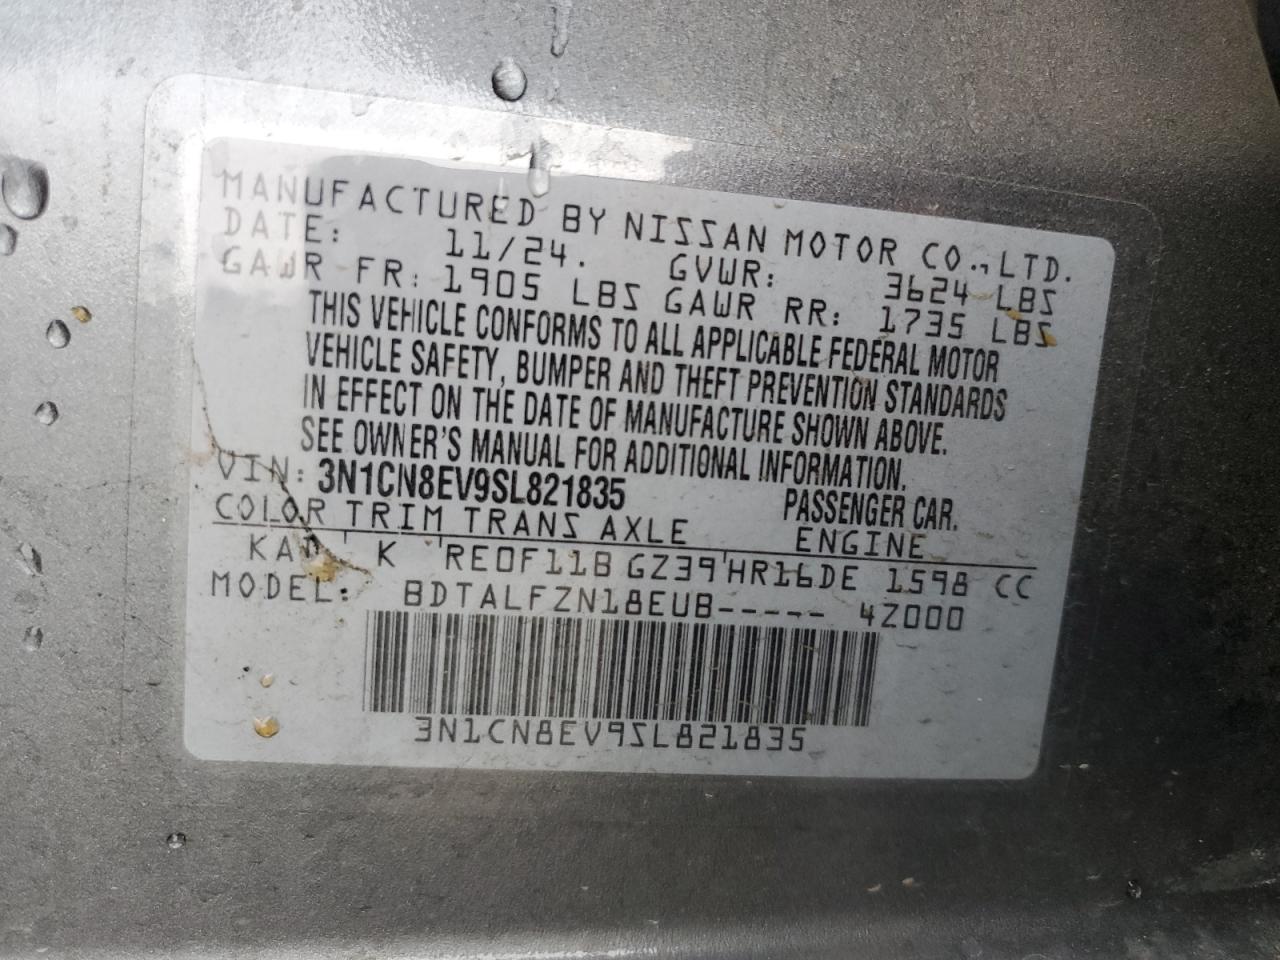 MANUFACTURED BY NISSAN MOTOR CO., LTD.
DATE: 11/24. GVWR: 3624 LBS
GAWR FR: 1905 LBS GAWR RR: 1735 LBS
THIS VEHICLE CONFORMS TO ALL APPLICABLE FEDERAL MOTOR
VEHICLE SAFETY, BUMPER AND THEFT PREVENTION STANDARDS
IN EFFECT ON THE DATE OF MANUFACTURE SHOWN ABOVE.
SEE OWNER'S MANUAL FOR ADDITIONAL INFORMATION.
VIN: 3N1CN8EV9SL821835 PASSENGER CAR.
COLOR TRIM TRANS AXLE ENGINE
KAD K RE0F11B GZ39 HR16DE 1598 CC
MODEL: BDTALFZN18EUB----- 42000
3N1CN8EV9SL821835